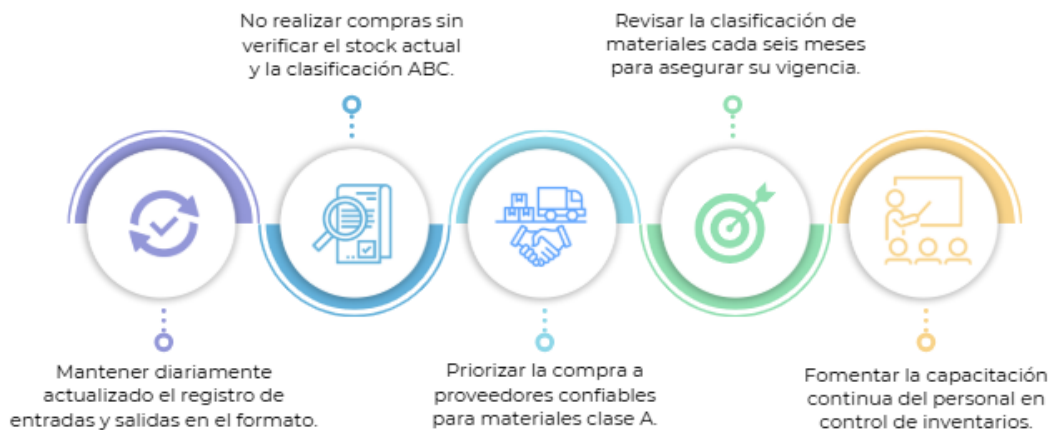 No realizar compras sin
verificar el stock actual
y la clasificación ABC.
Revisar la clasificación de
materiales cada seis meses
para asegurar su vigencia.
Mantener diariamente
actualizado el registro de
entradas y salidas en el formato.
Priorizar la compra a
proveedores confiables
para materiales clase A.
Fomentar la capacitación
continua del personal en
control de inventarios.